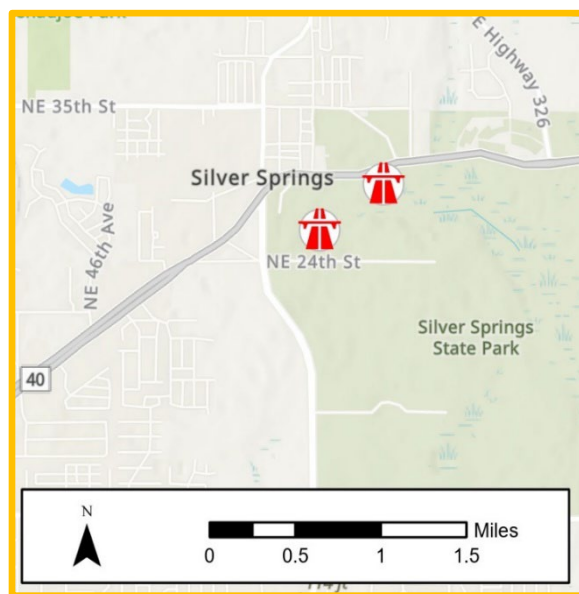 NE 35th St
E Highway 326
Silver Springs
NE 46th Ave
NE 24th St
Silver Springs
State Park
40
N
Miles
0 0.5 1 1.5